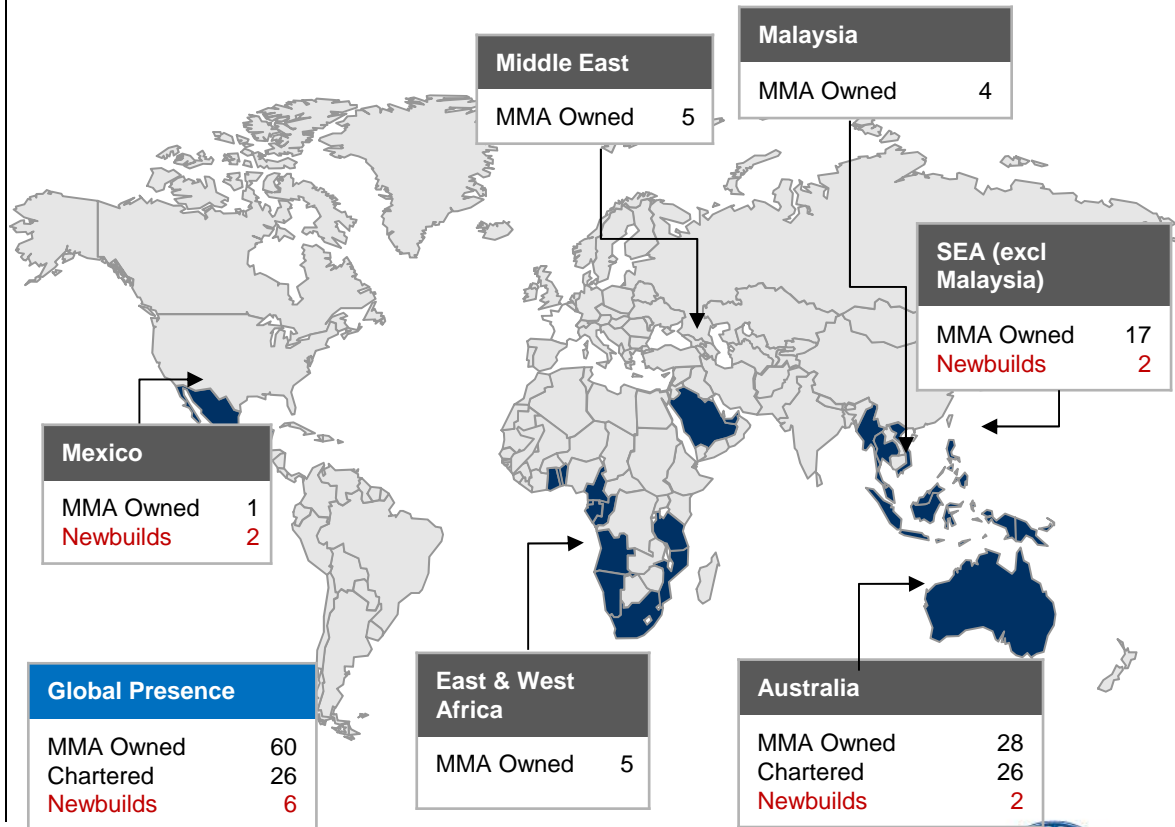 Malaysia
MMA Owned 4
Middle East
MMA Owned 5
SEA (excl
Malaysia)
MMA Owned 17
Newbuilds 2
Mexico
MMA Owned 1
Newbuilds 2
East & West
Africa
MMA Owned 5
Australia
MMA Owned 28
Chartered 26
Newbuilds 2
Global Presence
MMA Owned 60
Chartered 26
Newbuilds 6